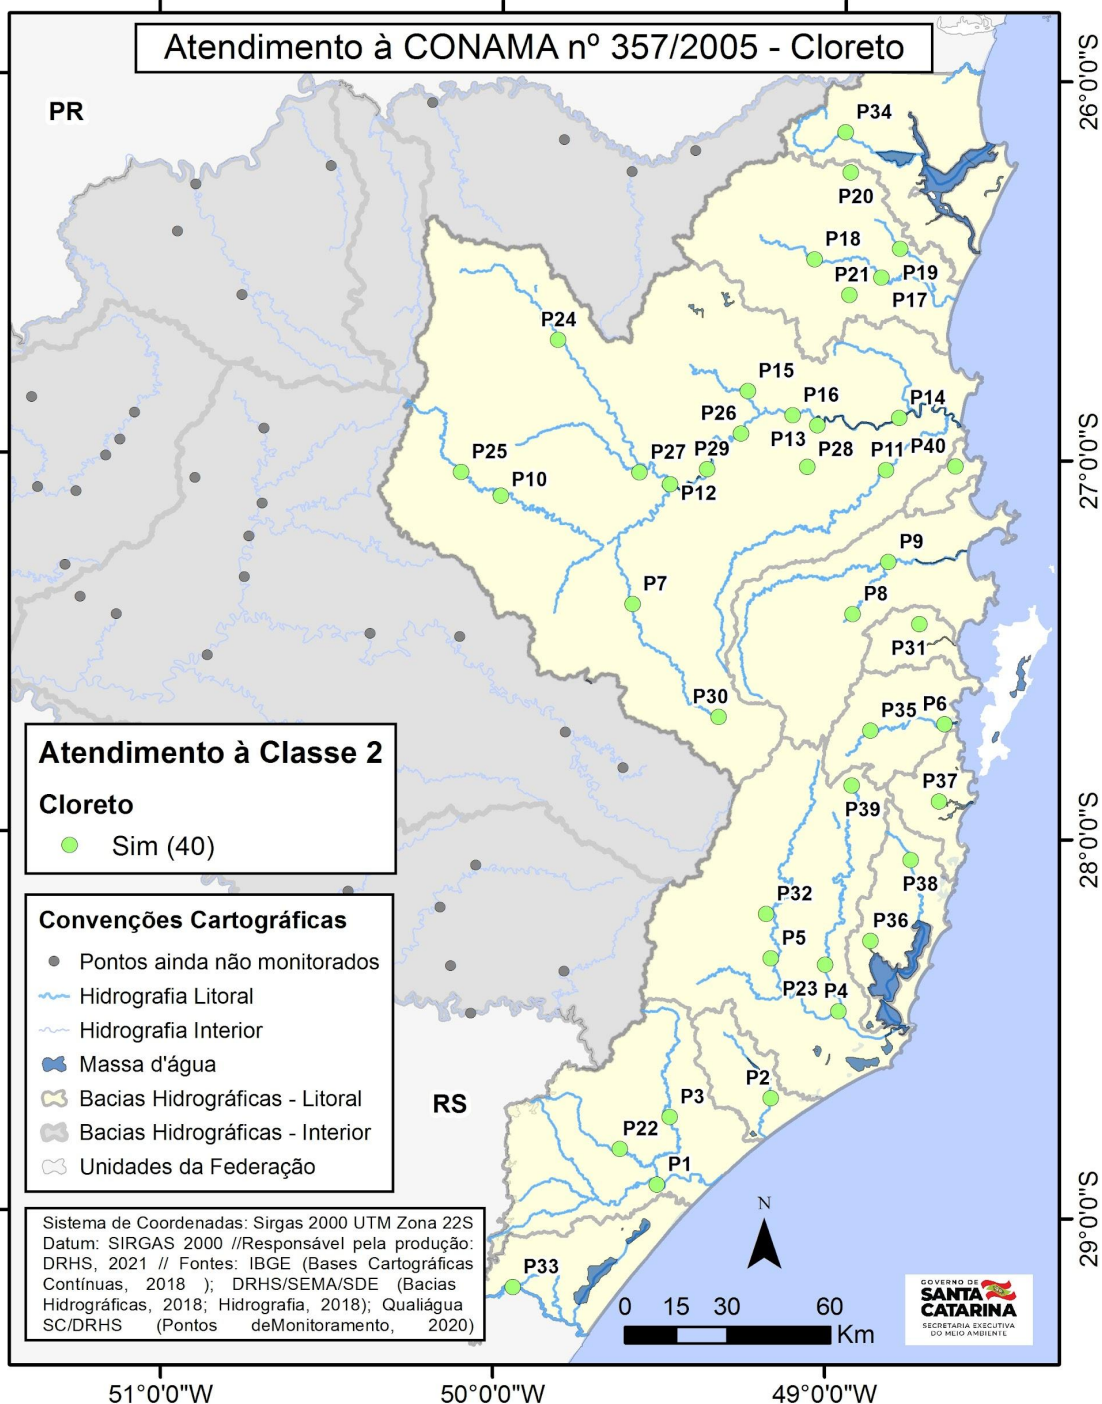 Atendimento à CONAMA nº 357/2005 - Cloreto
PR
26°0'0"S
P34
P20
P18
P19
P21
P17
P24
P15
P16
P14
P26
P13
P28
P11
P40
27°0'0"S
P25
P10
P27
P29
P12
P9
P7
P8
P31
P30
P35
P6
P37
P39
28°0'0"S
P38
P32
P36
P5
P23
P4
Atendimento à Classe 2
Cloreto
Sim (40)
Convenções Cartográficas
Pontos ainda não monitorados
Hidrografia Litoral
Hidrografia Interior
Massa d'água
Bacias Hidrográficas - Litoral
Bacias Hidrográficas - Interior
Unidades da Federação
RS
P2
P3
P22
P1
P33
29°0'0"S
Sistema de Coordenadas: Sirgas 2000 UTM Zona 22S
Datum: SIRGAS 2000 //Responsável pela produção:
DRHS, 2021 // Fontes: IBGE (Bases Cartográficas
Contínuas, 2018 ); DRHS/SEMA/SDE (Bacias
Hidrográficas, 2018; Hidrografia, 2018); Qualiágua
SC/DRHS (Pontos deMonitoramento, 2020)
N
0 15 30 60
Km
GOVERNO DE
SANTA
CATARINA
SECRETARIA EXECUTIVA
DO MEIO AMBIENTE
51°0'0"W 50°0'0"W 49°0'0"W